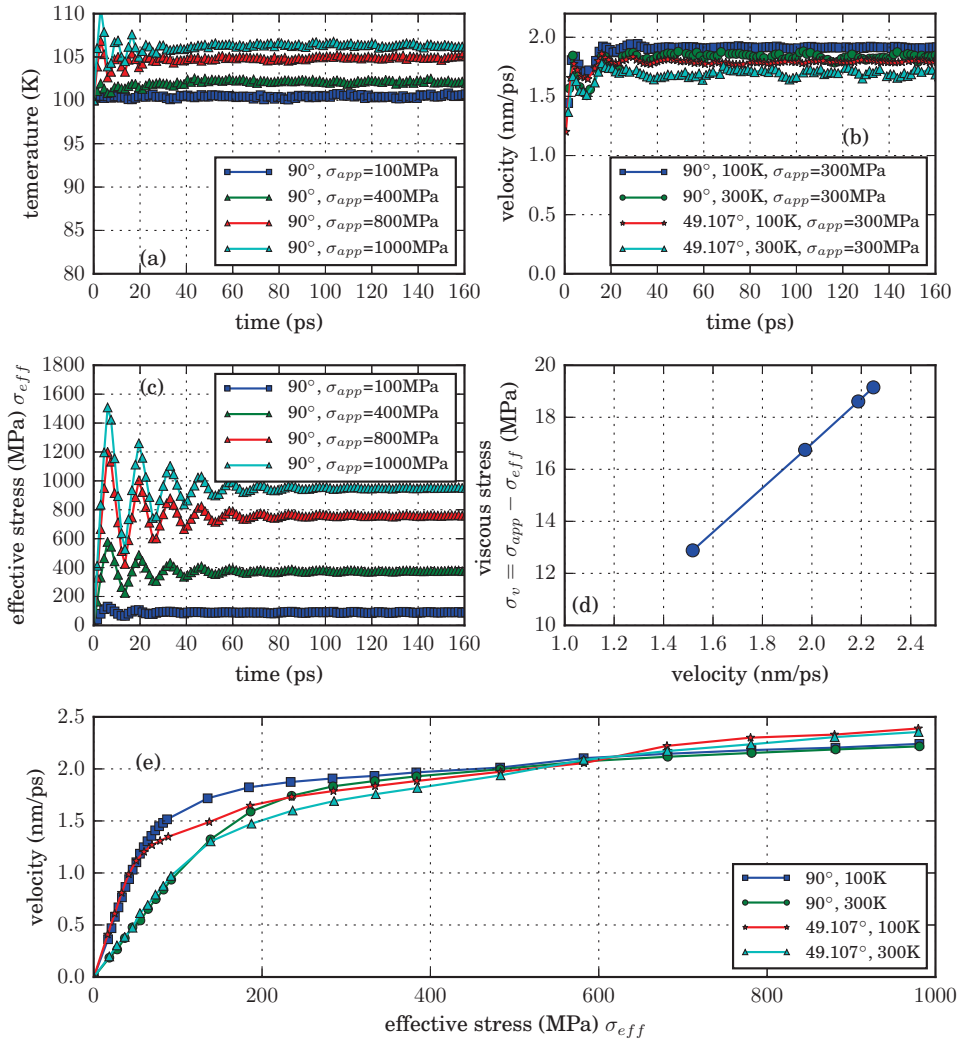 temerature (K)
110
105
100
95
90
85
80
(a)
90°, σapp=100MPa
90°, σapp=400MPa
90°, σapp=800MPa
90°, σapp=1000MPa
0 20 40 60 80 100 120 140 160
time (ps)
velocity (nm/ps)
2.0
1.5
1.0
0.5
0.0
(b)
90°, 100K, σapp=300MPa
90°, 300K, σapp=300MPa
49.107°, 100K, σapp=300MPa
49.107°, 300K, σapp=300MPa
0 20 40 60 80 100 120 140 160
time (ps)
effective stress
(MPa) σeff
1800
1600
1400
1200
1000
800
600
400
200
0
(c)
90°, σapp=100MPa
90°, σapp=400MPa
90°, σapp=800MPa
90°, σapp=1000MPa
0 20 40 60 80 100 120 140 160
time (ps)
viscous stress
σv = σapp − σeff (MPa)
20
18
16
14
12
10
(d)
1.0 1.2 1.4 1.6 1.8 2.0 2.2 2.4
velocity (nm/ps)
velocity (nm/ps)
2.5
2.0
1.5
1.0
0.5
0.0
(e)
90°, 100K
90°, 300K
49.107°, 100K
49.107°, 300K
0 200 400 600 800 1000
effective stress (MPa) σeff